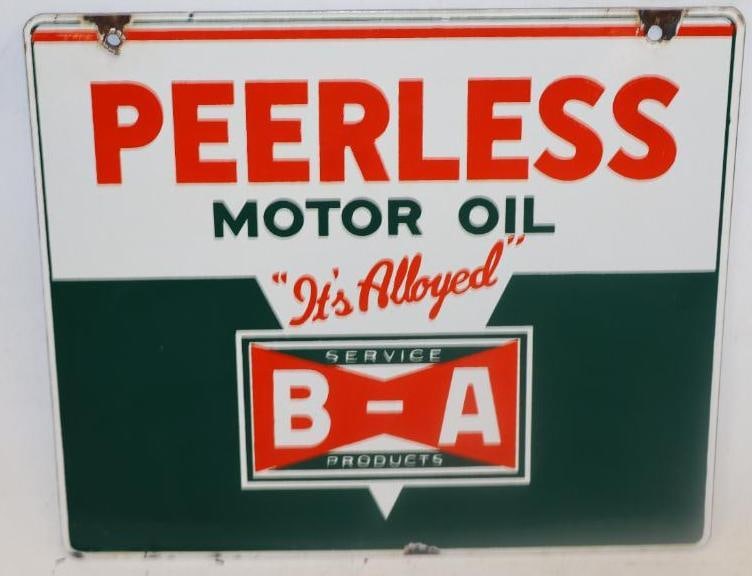 PEERLESS
MOTOR OIL
"It's Alloyed"
SERVICE
B-A
PRODUCTS